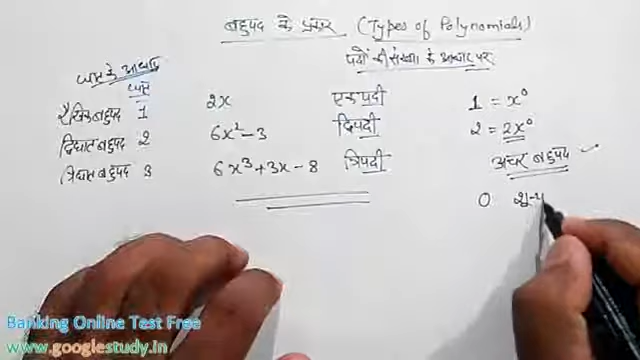 बहुपद के प्रकार (Types of Polynomials)
पदों की संख्या के आधार पर
घात के आधार पर
घात
रैखिक बहुपद 1 2x एकपदी 1 = x⁰
द्विघात बहुपद 2 6x² − 3 द्विपदी 2 = 2x⁰
त्रिघात बहुपद 3 6x³ + 3x − 8 त्रिपदी अचर बहुपद
0 शून्य
Banking Online Test Free
www.googlestudy.in